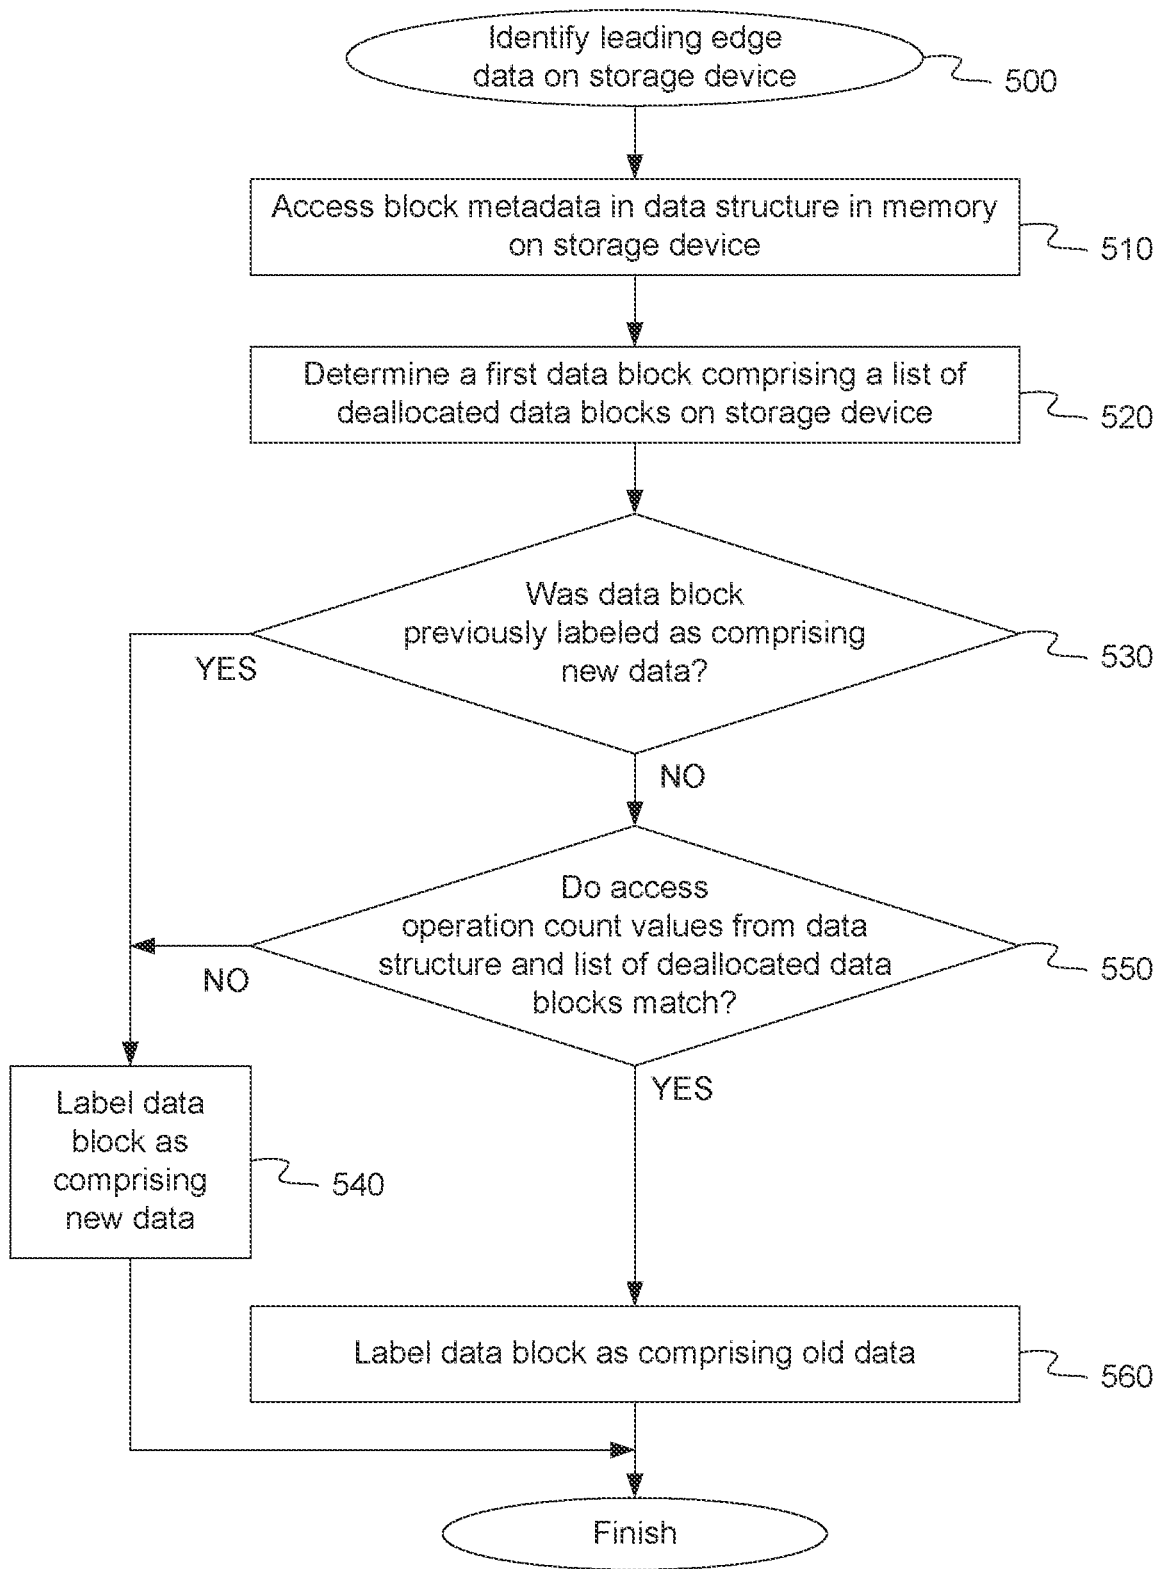 Identify leading edge
data on storage device
500
Access block metadata in data structure in memory
on storage device
510
Determine a first data block comprising a list of
deallocated data blocks on storage device
520
Was data block
previously labeled as comprising
new data?
530
YES
NO
Do access
operation count values from data
structure and list of deallocated data
blocks match?
550
NO
YES
Label data
block as
comprising
new data
540
Label data block as comprising old data
560
Finish